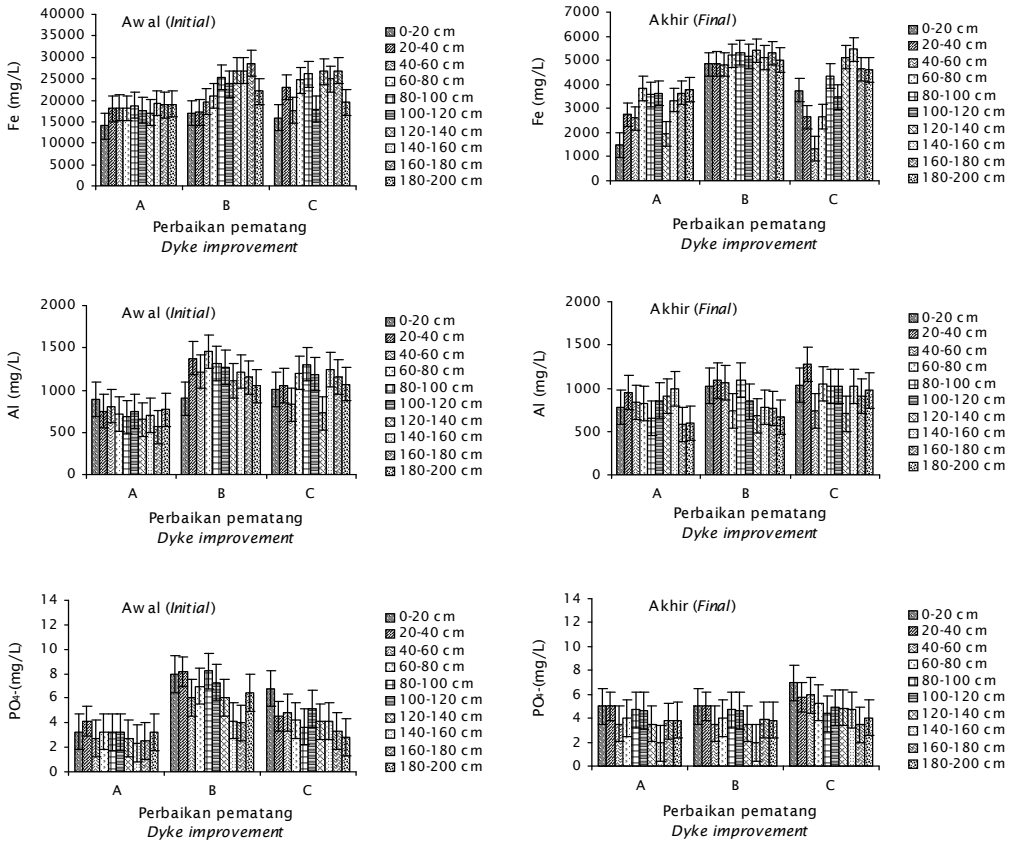 Awal (Initial)
Fe (mg/L)
40000
35000
30000
25000
20000
15000
10000
5000
0
A
B
C
Perbaikan pematang
Dyke improvement
0-20 cm
20-40 cm
40-60 cm
60-80 cm
80-100 cm
100-120 cm
120-140 cm
140-160 cm
160-180 cm
180-200 cm
Akhir (Final)
Fe (mg/L)
7000
6000
5000
4000
3000
2000
1000
0
A
B
C
Perbaikan pematang
Dyke improvement
0-20 cm
20-40 cm
40-60 cm
60-80 cm
80-100 cm
100-120 cm
120-140 cm
140-160 cm
160-180 cm
180-200 cm
Awal (Initial)
Al (mg/L)
2000
1500
1000
500
0
A
B
C
Perbaikan pematang
Dyke improvement
0-20 cm
20-40 cm
40-60 cm
60-80 cm
80-100 cm
100-120 cm
120-140 cm
140-160 cm
160-180 cm
180-200 cm
Akhir (Final)
Al (mg/L)
2000
1500
1000
500
0
A
B
C
Perbaikan pematang
Dyke improvement
0-20 cm
20-40 cm
40-60 cm
60-80 cm
80-100 cm
100-120 cm
120-140 cm
140-160 cm
160-180 cm
180-200 cm
Awal (Initial)
PO₄-(mg/L)
14
12
10
8
6
4
2
0
A
B
C
Perbaikan pematang
Dyke improvement
0-20 cm
20-40 cm
40-60 cm
60-80 cm
80-100 cm
100-120 cm
120-140 cm
140-160 cm
160-180 cm
180-200 cm
Akhir (Final)
PO₄-(mg/L)
14
12
10
8
6
4
2
0
A
B
C
Perbaikan pematang
Dyke improvement
0-20 cm
20-40 cm
40-60 cm
60-80 cm
80-100 cm
100-120 cm
120-140 cm
140-160 cm
160-180 cm
180-200 cm